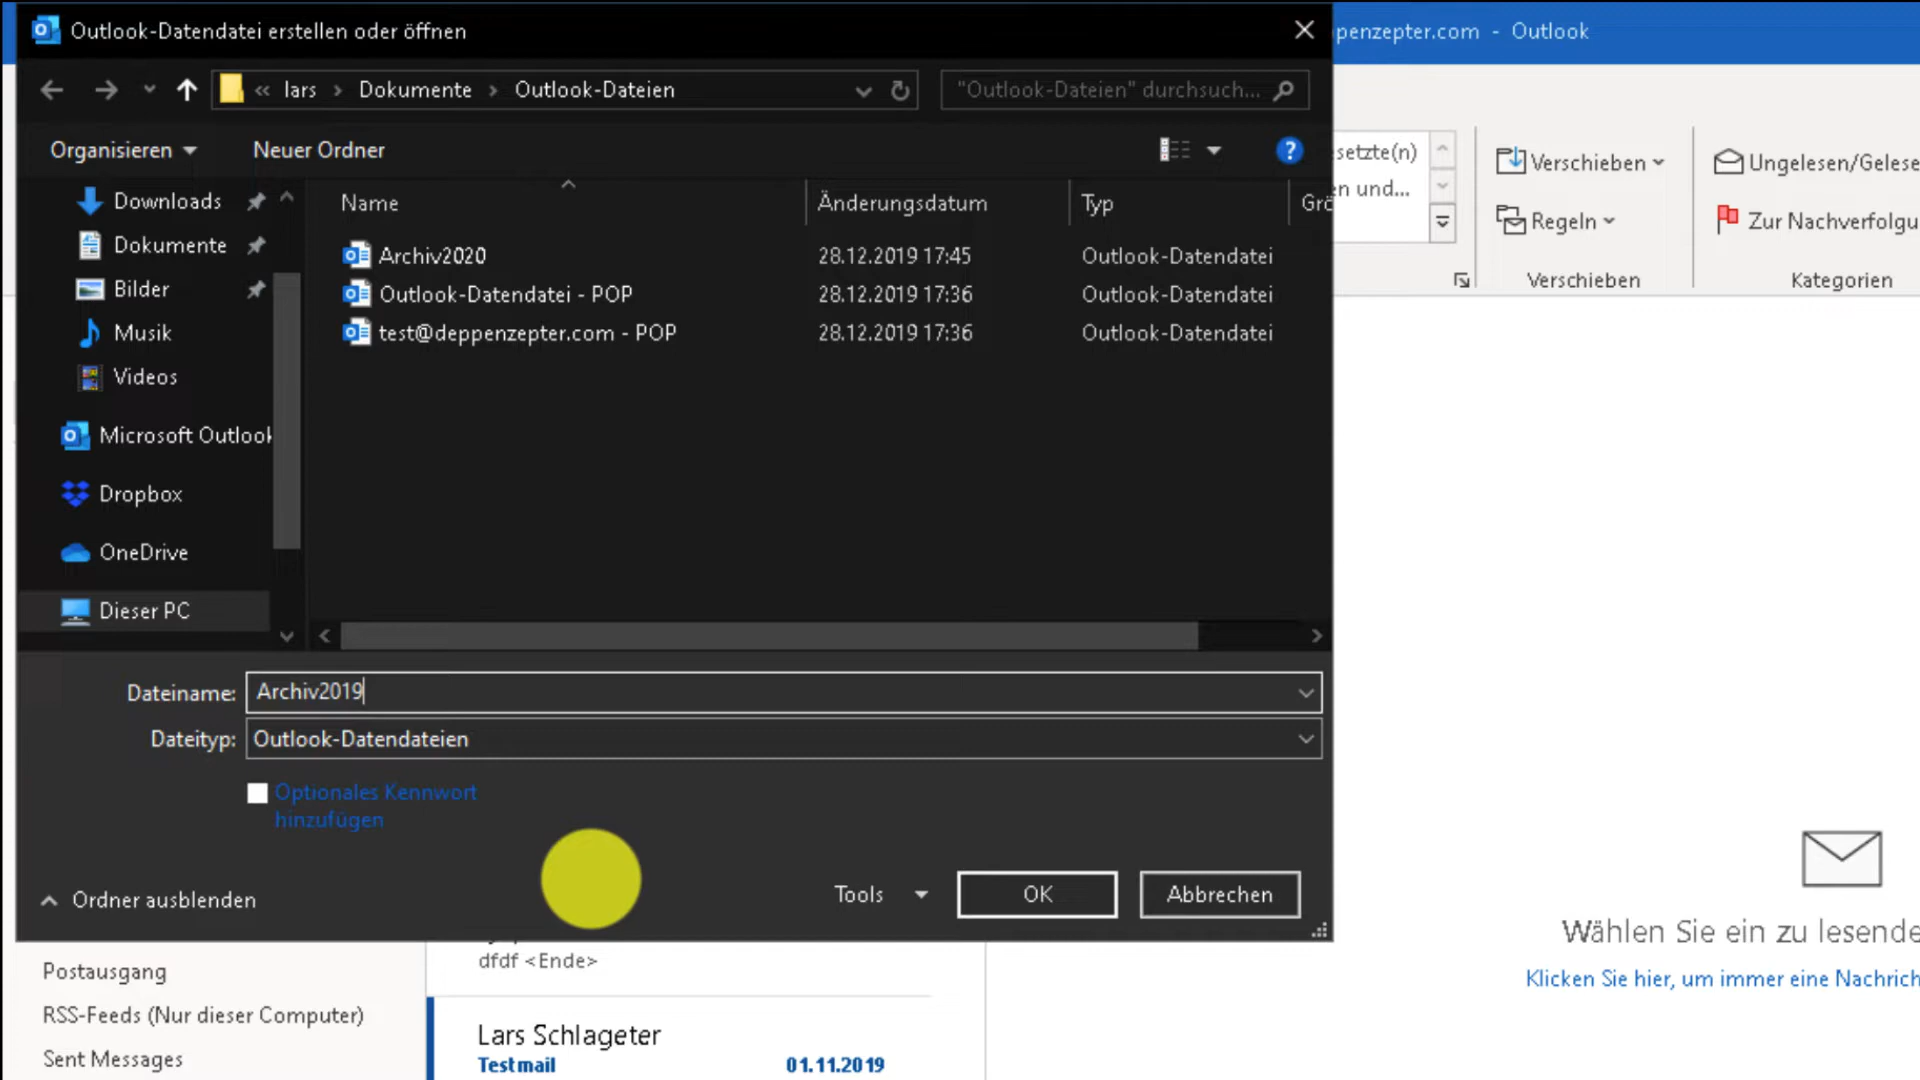 Outlook-Datendatei erstellen oder öffnen
penzepter.com - Outlook
« lars > Dokumente > Outlook-Dateien
"Outlook-Dateien" durchsuch...
Organisieren
Neuer Ordner
?
Downloads
Dokumente
Bilder
Musik
Videos
Microsoft Outlook
Dropbox
OneDrive
Dieser PC
Name Änderungsdatum Typ Grö
Archiv2020 28.12.2019 17:45 Outlook-Datendatei
Outlook-Datendatei - POP 28.12.2019 17:36 Outlook-Datendatei
test@deppenzepter.com - POP 28.12.2019 17:36 Outlook-Datendatei
Dateiname: Archiv2019
Dateityp: Outlook-Datendateien
Optionales Kennwort
hinzufügen
Ordner ausblenden
Tools
OK
Abbrechen
setzte(n)
en und...
Verschieben
Regeln
Verschieben
Ungelesen/Gelese
Zur Nachverfolgu
Kategorien
Postausgang
RSS-Feeds (Nur dieser Computer)
Sent Messages
dfdf <Ende>
Lars Schlageter
Testmail 01.11.2019
Wählen Sie ein zu lesende
Klicken Sie hier, um immer eine Nachrich